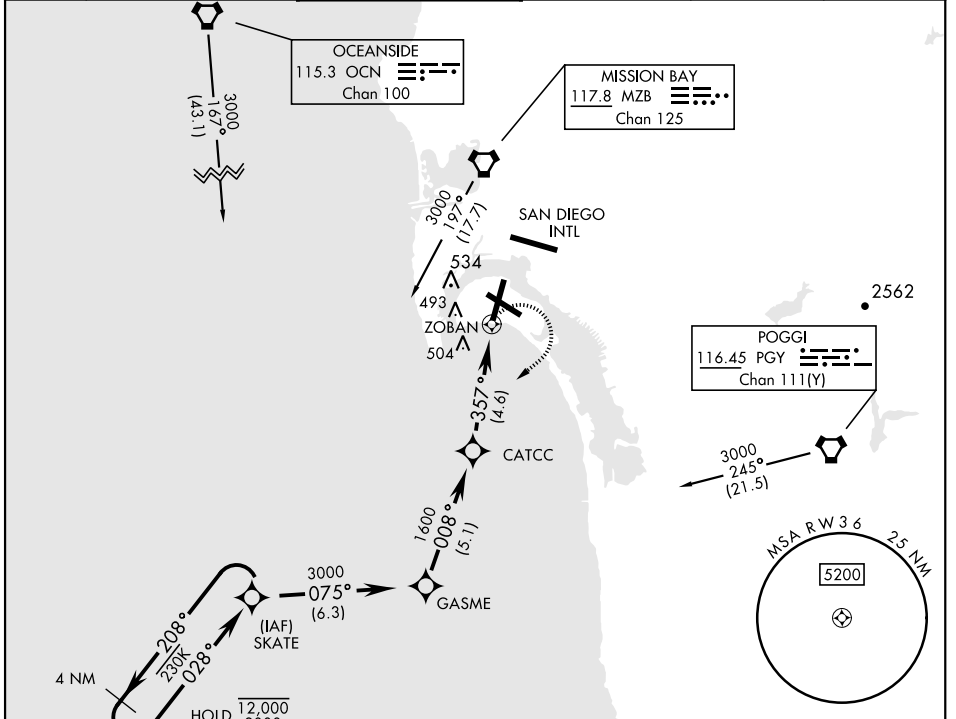 OCEANSIDE
115.3 OCN
Chan 100
3000
167°
(43.1)
MISSION BAY
117.8 MZB
Chan 125
3000
197°
(17.7)
SAN DIEGO
INTL
534
493
ZOBAN
504
2562
POGGI
116.45 PGY
Chan 111(Y)
357°
(4.6)
CATCC
3000
245°
(21.5)
1600
008°
(5.1)
MSA RW36 25 NM
5200
3000
075°
(6.3)
GASME
(IAF)
SKATE
208°
230K
028°
4 NM
HOLD 12,000